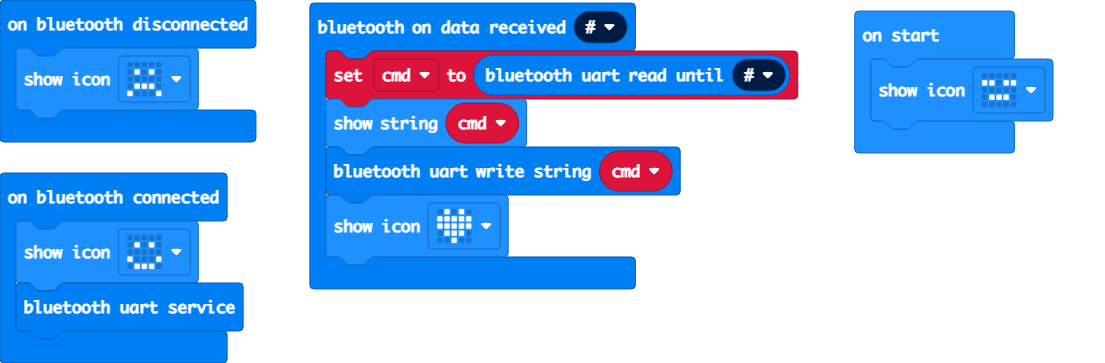 on bluetooth disconnected
show icon
on bluetooth connected
show icon
bluetooth uart service
bluetooth on data received #
set cmd to bluetooth uart read until #
show string cmd
bluetooth uart write string cmd
show icon
on start
show icon